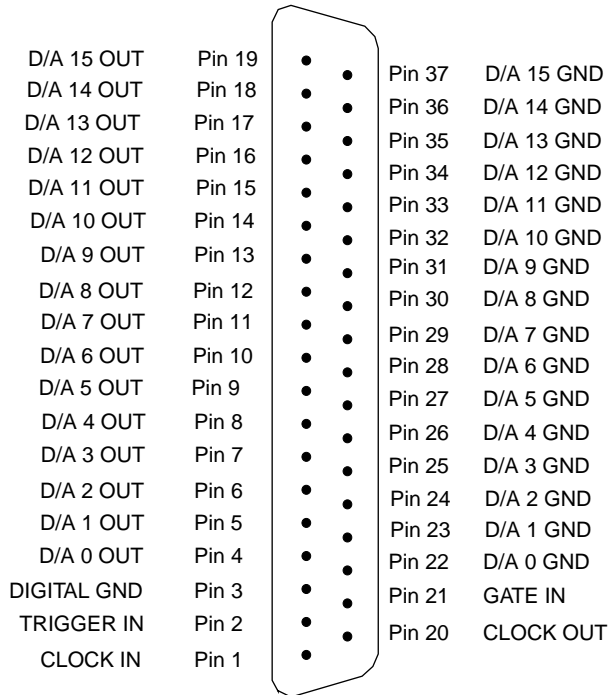 D/A 15 OUT Pin 19
D/A 14 OUT Pin 18
D/A 13 OUT Pin 17
D/A 12 OUT Pin 16
D/A 11 OUT Pin 15
D/A 10 OUT Pin 14
D/A 9 OUT Pin 13
D/A 8 OUT Pin 12
D/A 7 OUT Pin 11
D/A 6 OUT Pin 10
D/A 5 OUT Pin 9
D/A 4 OUT Pin 8
D/A 3 OUT Pin 7
D/A 2 OUT Pin 6
D/A 1 OUT Pin 5
D/A 0 OUT Pin 4
DIGITAL GND Pin 3
TRIGGER IN Pin 2
CLOCK IN Pin 1
Pin 37 D/A 15 GND
Pin 36 D/A 14 GND
Pin 35 D/A 13 GND
Pin 34 D/A 12 GND
Pin 33 D/A 11 GND
Pin 32 D/A 10 GND
Pin 31 D/A 9 GND
Pin 30 D/A 8 GND
Pin 29 D/A 7 GND
Pin 28 D/A 6 GND
Pin 27 D/A 5 GND
Pin 26 D/A 4 GND
Pin 25 D/A 3 GND
Pin 24 D/A 2 GND
Pin 23 D/A 1 GND
Pin 22 D/A 0 GND
Pin 21 GATE IN
Pin 20 CLOCK OUT